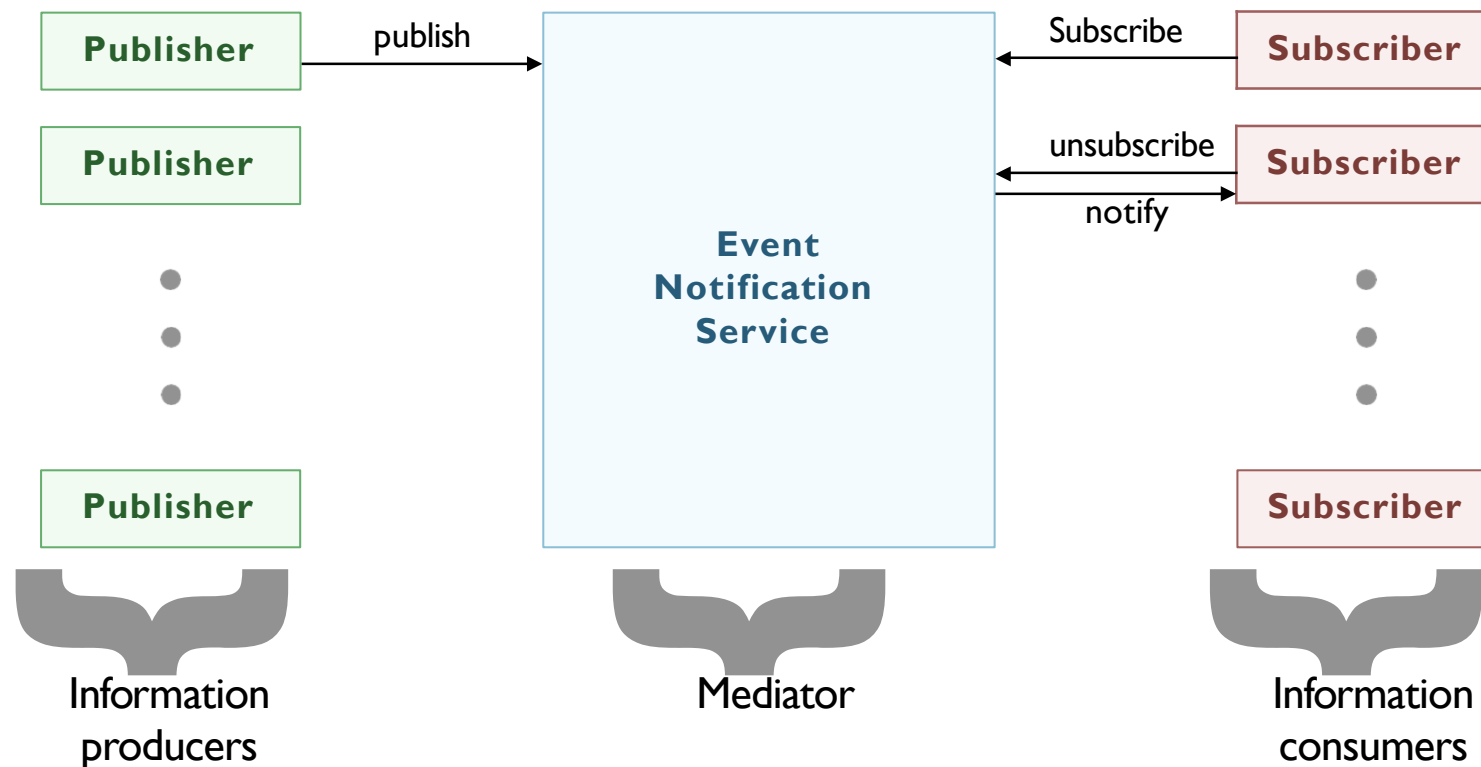 Publisher
publish
Subscribe
Subscriber
Publisher
unsubscribe
Subscriber
notify
Event
Notification
Service
Publisher
Subscriber
Information
producers
Mediator
Information
consumers